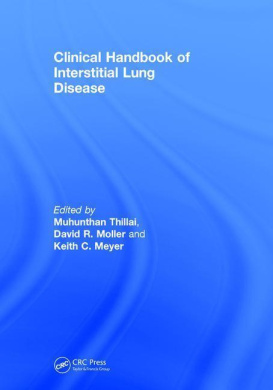 Clinical Handbook of
Interstitial Lung
Disease
Edited by
Muhunthan Thillai,
David R. Moller and
Keith C. Meyer
CRC
CRC Press
Taylor & Francis Group